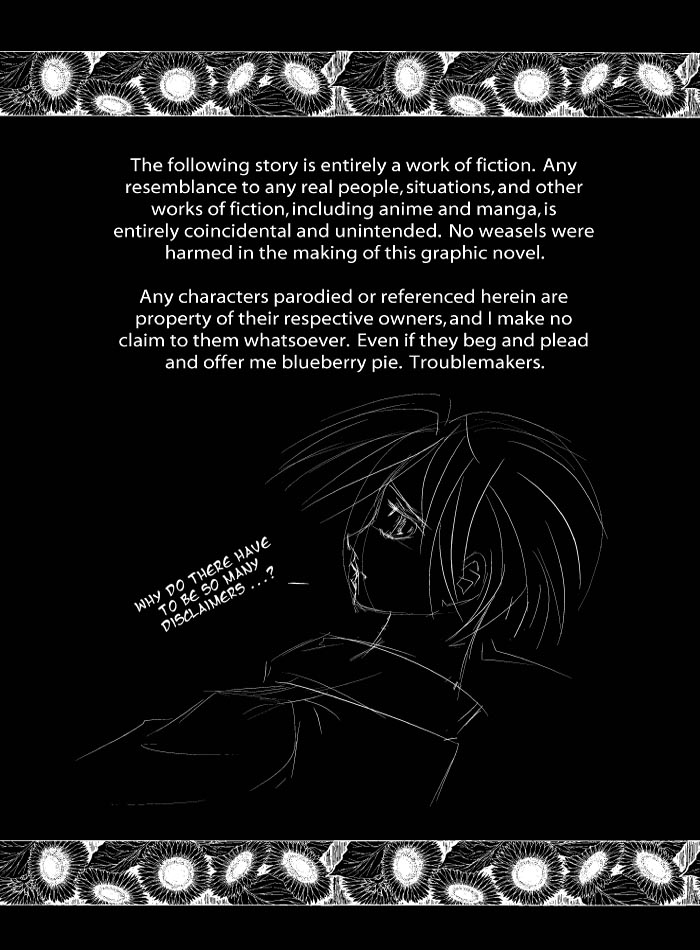 The following story is entirely a work of fiction. Any
resemblance to any real people, situations, and other
works of fiction, including anime and manga, is
entirely coincidental and unintended. No weasels were
harmed in the making of this graphic novel.
Any characters parodied or referenced herein are
property of their respective owners, and I make no
claim to them whatsoever. Even if they beg and plead
and offer me blueberry pie. Troublemakers.
WHY DO THERE HAVE
TO BE SO MANY
DISCLAIMERS ...?